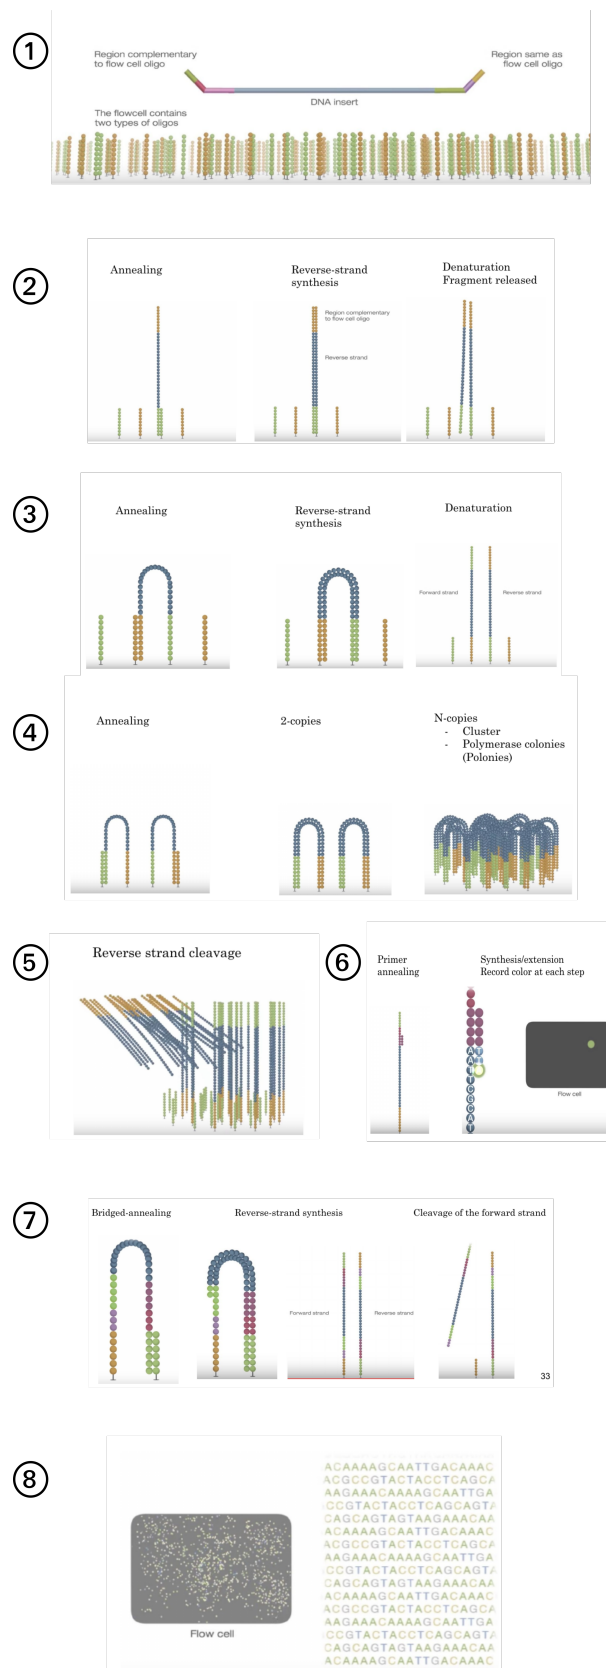 1
Region complementary
to flow cell oligo
Region same as
flow cell oligo
DNA insert
The flowcell contains
two types of oligos
2
Annealing
Reverse-strand
synthesis
Denaturation
Fragment released
Region complementary
to flow cell oligo
Reverse strand
3
Annealing
Reverse-strand
synthesis
Denaturation
Forward strand
Reverse strand
4
Annealing
2-copies
N-copies
- Cluster
- Polymerase colonies
(Polonies)
5
Reverse strand cleavage
6
Primer
annealing
Synthesis/extension
Record color at each step
A T
A
T
C
G
C
A
T
Flow cell
7
Bridged-annealing
Reverse-strand synthesis
Cleavage of the forward strand
Forward strand
Reverse strand
33
8
ACAAAAGCAATTGACAAAC
ACGCCGTACTACCTCAGCA
AAGAAACAAAAGCAATTGA
CCGTACTACCTCAGCAGTA
CAGCAGTAGTAAGAAACAA
ACAAAAGCAATTGACAAAC
ACGCCGTACTACCTCAGCA
AAGAAACAAAAGCAATTGA
CCGTACTACCTCAGCAGTA
CAGCAGTAGTAAGAAACAA
ACAAAAGCAATTGACAAAC
ACGCCGTACTACCTCAGCA
AAGAAACAAAAGCAATTGA
CCGTACTACCTCAGCAGTA
CAGCAGTAGTAAGAAACAA
ACAAAAGCAATTGACAAAC
Flow cell